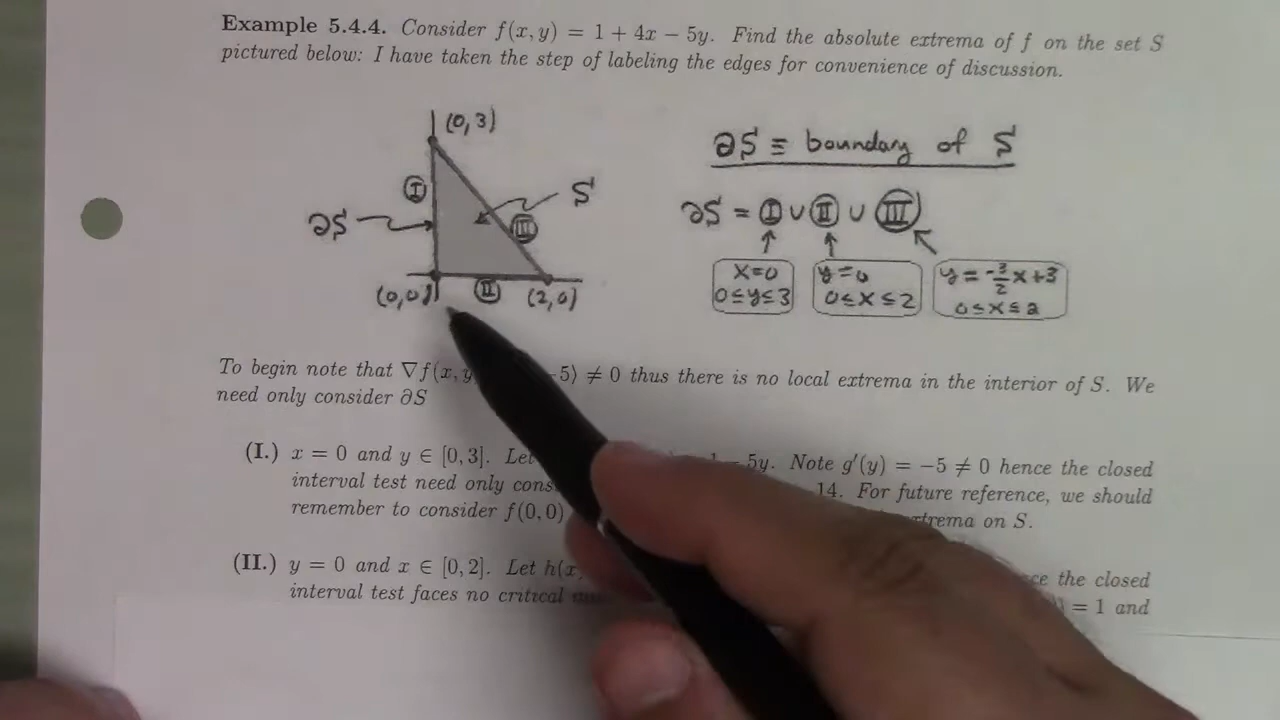 Example 5.4.4. Consider f(x, y) = 1 + 4x − 5y. Find the absolute extrema of f on the set S
pictured below: I have taken the step of labeling the edges for convenience of discussion.
(0,3)
∂S ≡ boundary of S
I
S
∂S
III
∂S = I ∪ II ∪ III
x=0
0≤y≤3
y=0
0≤x≤2
y=-3/2x+3
0≤x≤2
(0,0)
II
(2,0)
To begin note that ∇f(x, y −5⟩ ≠ 0 thus there is no local extrema in the interior of S. We
need only consider ∂S
(I.) x = 0 and y ∈ [0, 3]. Let − 5y. Note g′(y) = −5 ≠ 0 hence the closed
interval test need only 14. For future reference, we should
remember to consider f(0, 0) extrema on S.
(II.) y = 0 and x ∈ [0, 2]. Let h(x the closed
interval test faces no critical = 1 and